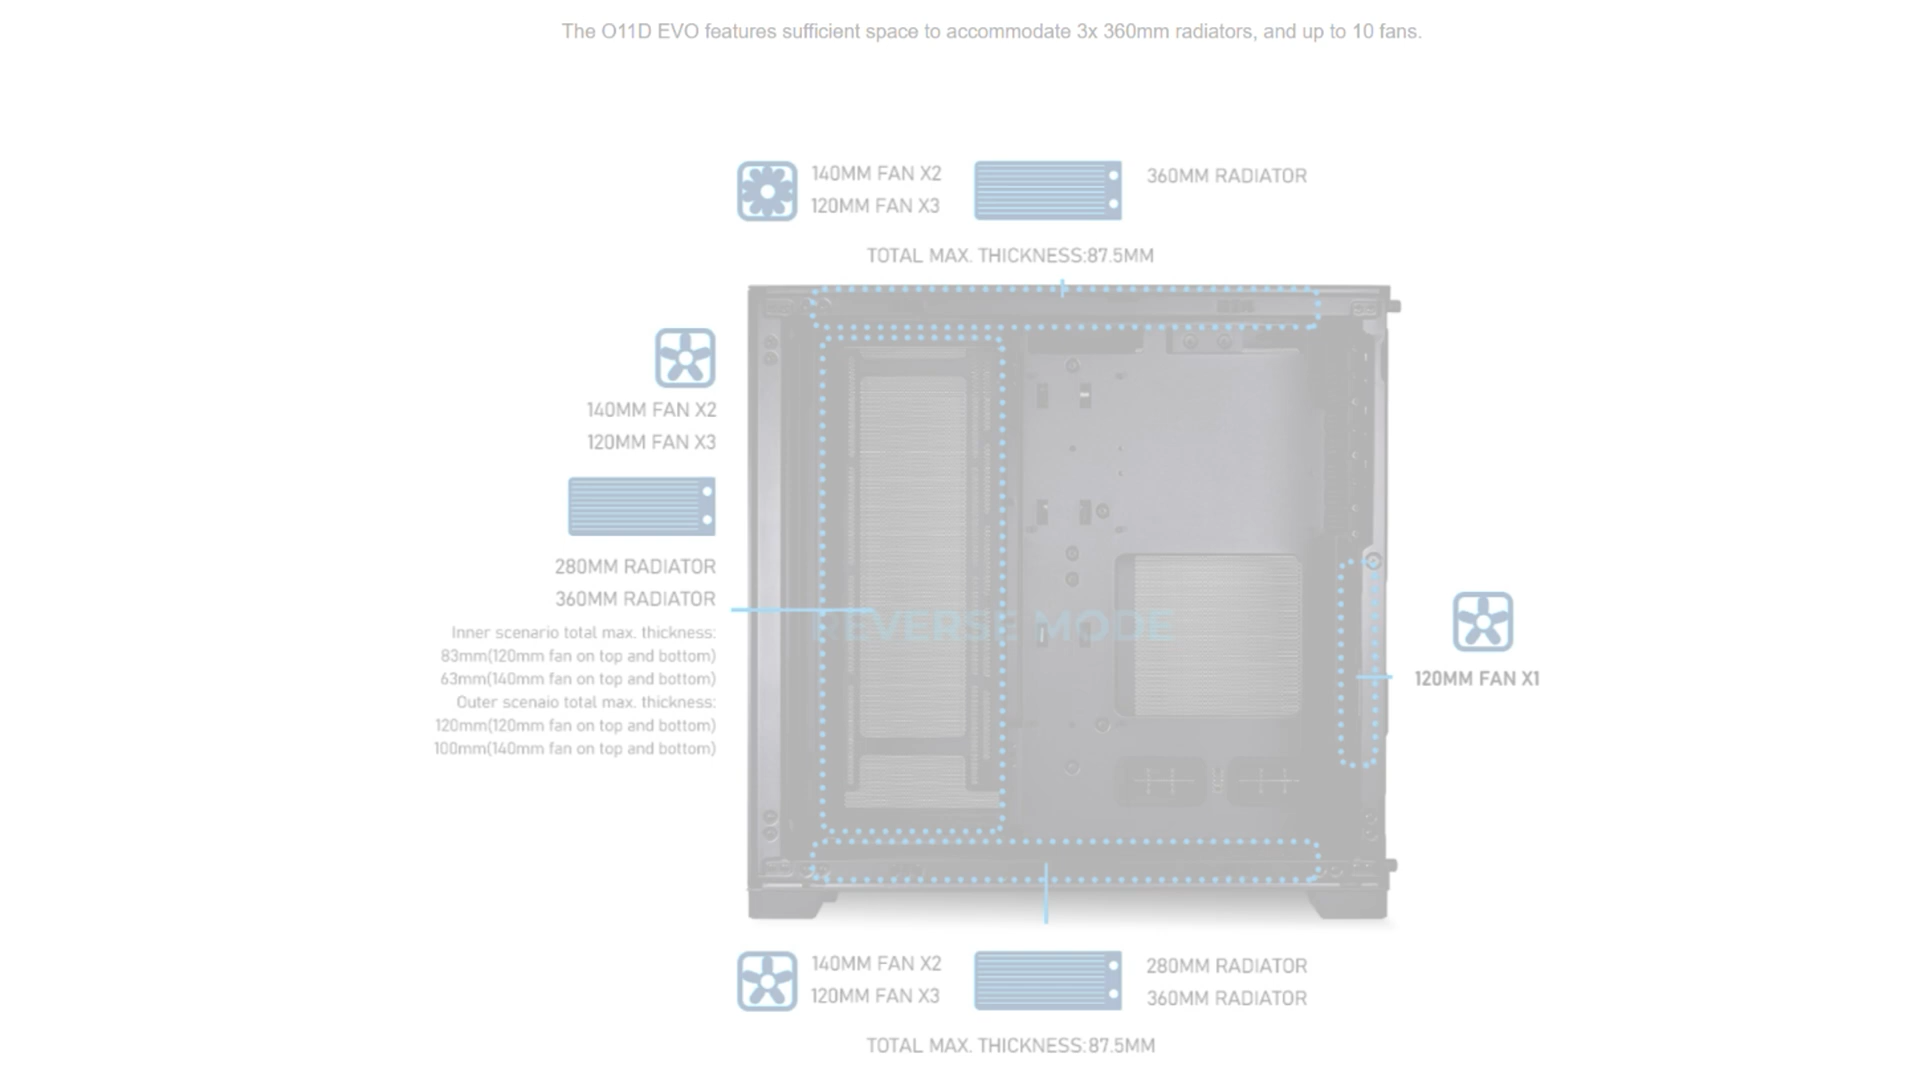 The O11D EVO features sufficient space to accommodate 3x 360mm radiators, and up to 10 fans.
140MM FAN X2
120MM FAN X3
360MM RADIATOR
TOTAL MAX. THICKNESS:87.5MM
140MM FAN X2
120MM FAN X3
280MM RADIATOR
360MM RADIATOR
Inner scenario total max. thickness:
83mm(120mm fan on top and bottom)
63mm(140mm fan on top and bottom)
Outer scenaio total max. thickness:
120mm(120mm fan on top and bottom)
100mm(140mm fan on top and bottom)
REVERSE MODE
120MM FAN X1
140MM FAN X2
120MM FAN X3
280MM RADIATOR
360MM RADIATOR
TOTAL MAX. THICKNESS:87.5MM